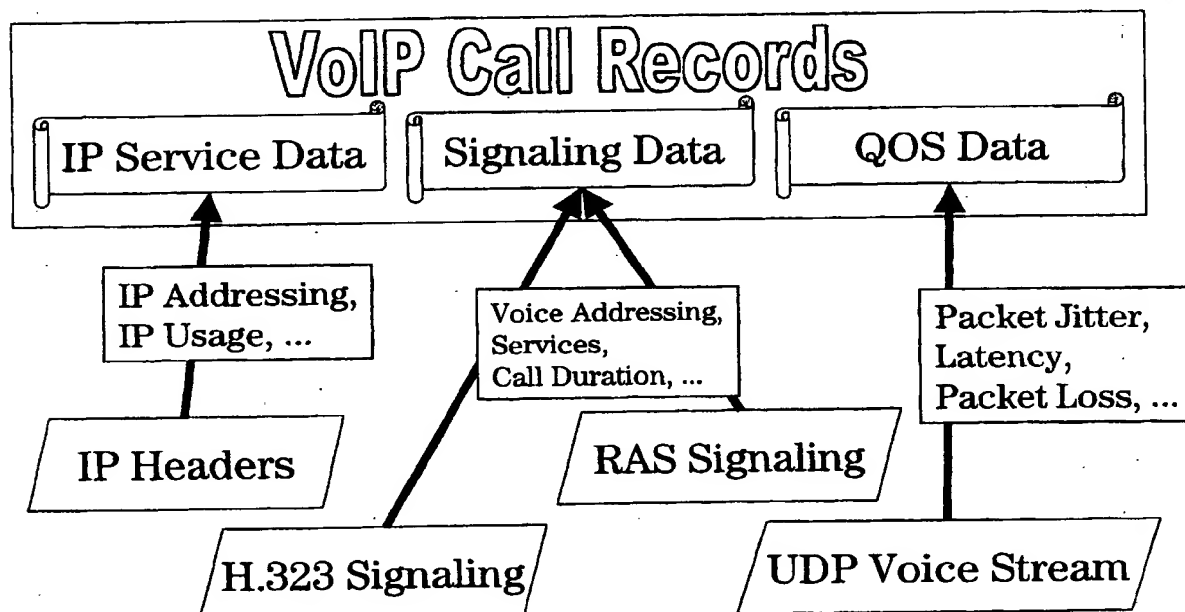 VoIP Call Records
IP Service Data
Signaling Data
QOS Data
IP Addressing,
IP Usage, ...
Voice Addressing,
Services,
Call Duration, ...
Packet Jitter,
Latency,
Packet Loss, ...
IP Headers
RAS Signaling
H.323 Signaling
UDP Voice Stream